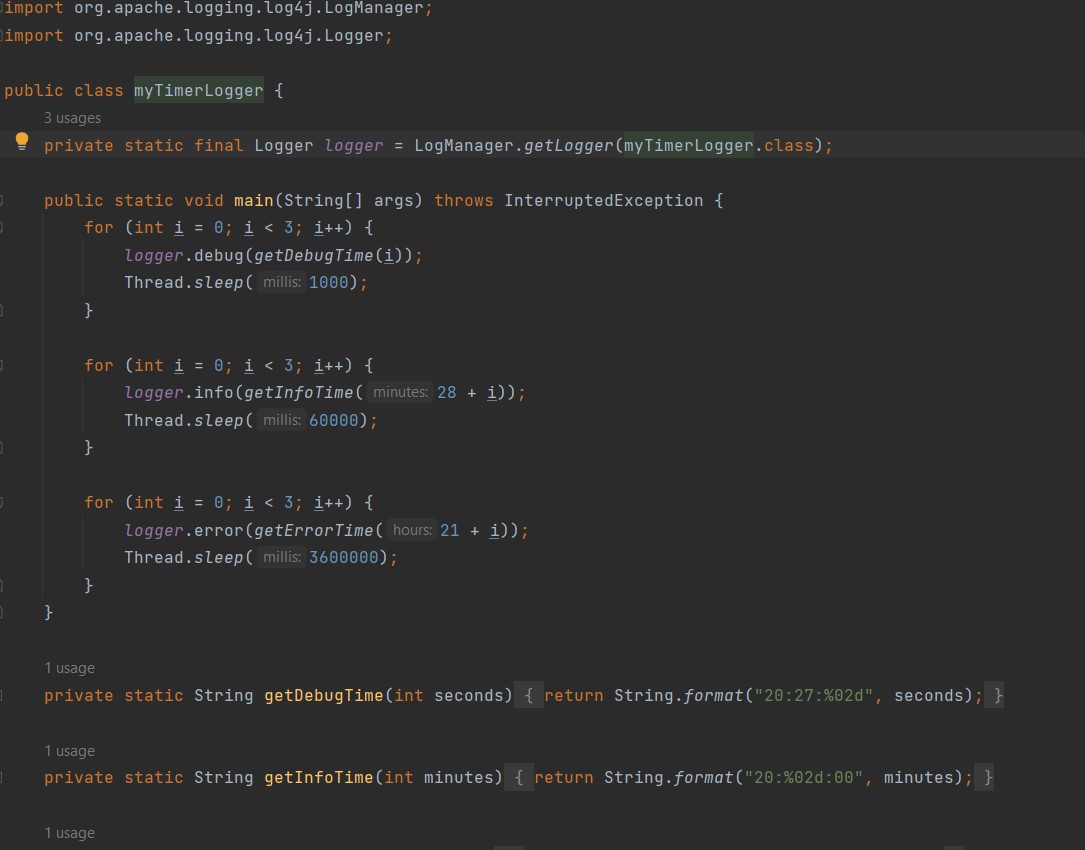 import org.apache.logging.log4j.LogManager;
import org.apache.logging.log4j.Logger;
public class myTimerLogger {
3 usages
private static final Logger logger = LogManager.getLogger(myTimerLogger.class);
public static void main(String[] args) throws InterruptedException {
for (int i = 0; i < 3; i++) {
logger.debug(getDebugTime(i));
Thread.sleep( millis: 1000);
}
for (int i = 0; i < 3; i++) {
logger.info(getInfoTime( minutes: 28 + i));
Thread.sleep( millis: 60000);
}
for (int i = 0; i < 3; i++) {
logger.error(getErrorTime( hours: 21 + i));
Thread.sleep( millis: 3600000);
}
}
1 usage
private static String getDebugTime(int seconds) { return String.format("20:27:%02d", seconds); }
1 usage
private static String getInfoTime(int minutes) { return String.format("20:%02d:00", minutes); }
1 usage